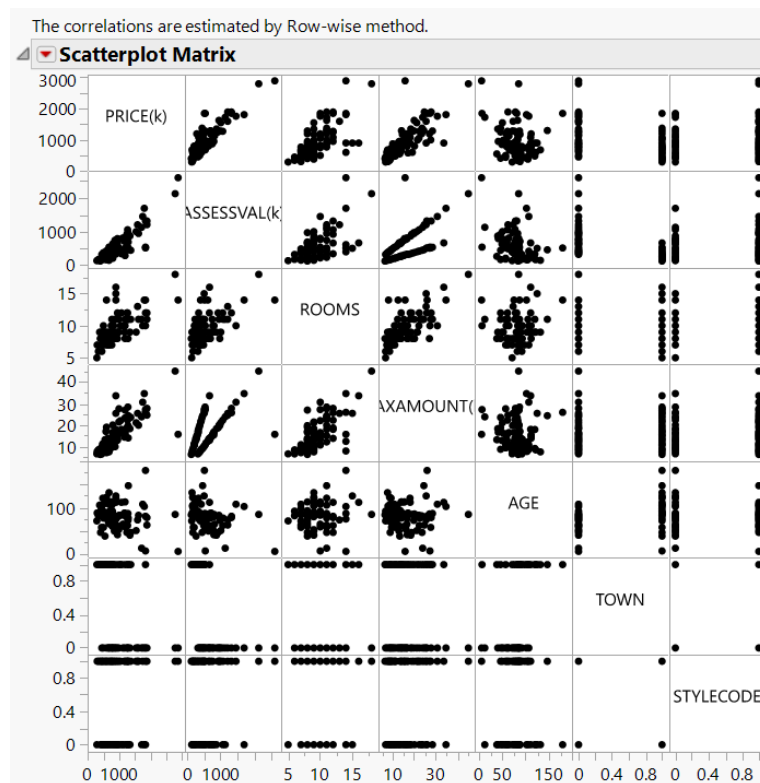 The correlations are estimated by Row-wise method.
Scatterplot Matrix
3000
2000
1000
0
PRICE(k)
2000
1000
0
ASSESSVAL(k)
15
10
5
ROOMS
40
30
20
10
AXAMOUNT(
100
0
AGE
0.8
0.4
0
TOWN
0.8
0.4
0
STYLECODE
0 1000 0 1000 5 10 15 10 30 0 50 150 0 0.4 0.8 0 0.4 0.8